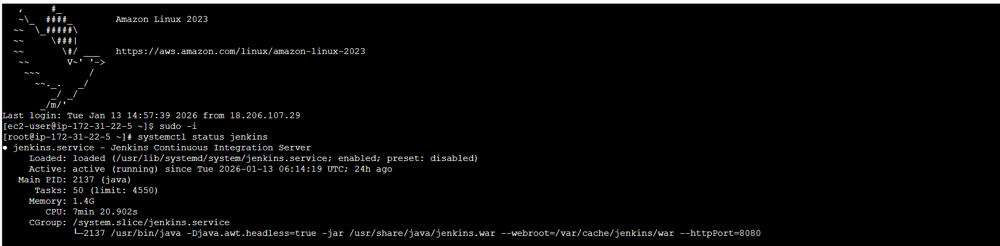 ,     #_
   ~\_  ####_        Amazon Linux 2023
  ~~  \_#####\
  ~~     \###|
  ~~       \#/ ___   https://aws.amazon.com/linux/amazon-linux-2023
   ~~       V~' '->
    ~~~         /
      ~~._.   _/
         _/ _/
       _/m/'
Last login: Tue Jan 13 14:57:39 2026 from 18.206.107.29
[ec2-user@ip-172-31-22-5 ~]$ sudo -i
[root@ip-172-31-22-5 ~]# systemctl status jenkins
● jenkins.service - Jenkins Continuous Integration Server
     Loaded: loaded (/usr/lib/systemd/system/jenkins.service; enabled; preset: disabled)
     Active: active (running) since Tue 2026-01-13 06:14:19 UTC; 24h ago
   Main PID: 2137 (java)
      Tasks: 50 (limit: 4550)
     Memory: 1.4G
        CPU: 7min 20.902s
     CGroup: /system.slice/jenkins.service
             └─2137 /usr/bin/java -Djava.awt.headless=true -jar /usr/share/java/jenkins.war --webroot=/var/cache/jenkins/war --httpPort=8080